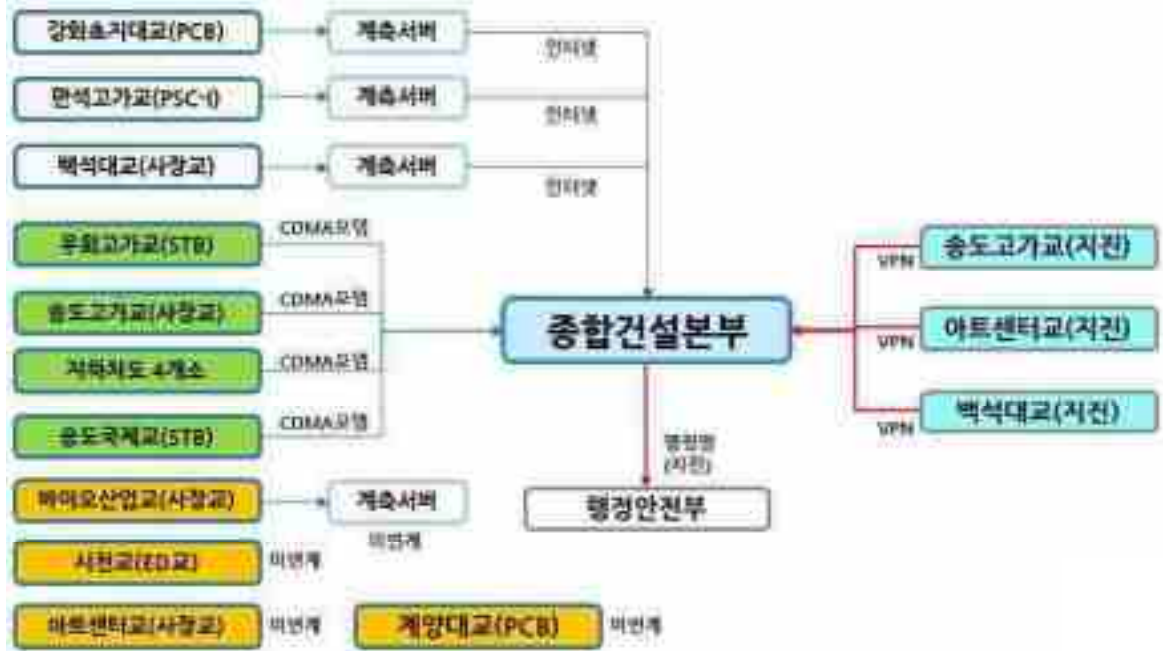 강화초지대교(PCB)
계측서버
인터넷
만석고가교(PSC-I)
계측서버
인터넷
백석대교(사장교)
계측서버
인터넷
CDMA모뎀
송도고가교(사장교)
CDMA모뎀
지하차도 4개소
CDMA모뎀
송도국제교(STB)
CDMA모뎀
종합건설본부
송도고가교(지진)
VPN
아트센터교(지진)
VPN
백석대교(지진)
VPN
행정망
(지진)
행정안전부
바이오산업교(사장교)
계측서버
미연계
시천교(ED교)
미연계
아트센터교(사장교)
미연계
계양대교(PCB)
미연계